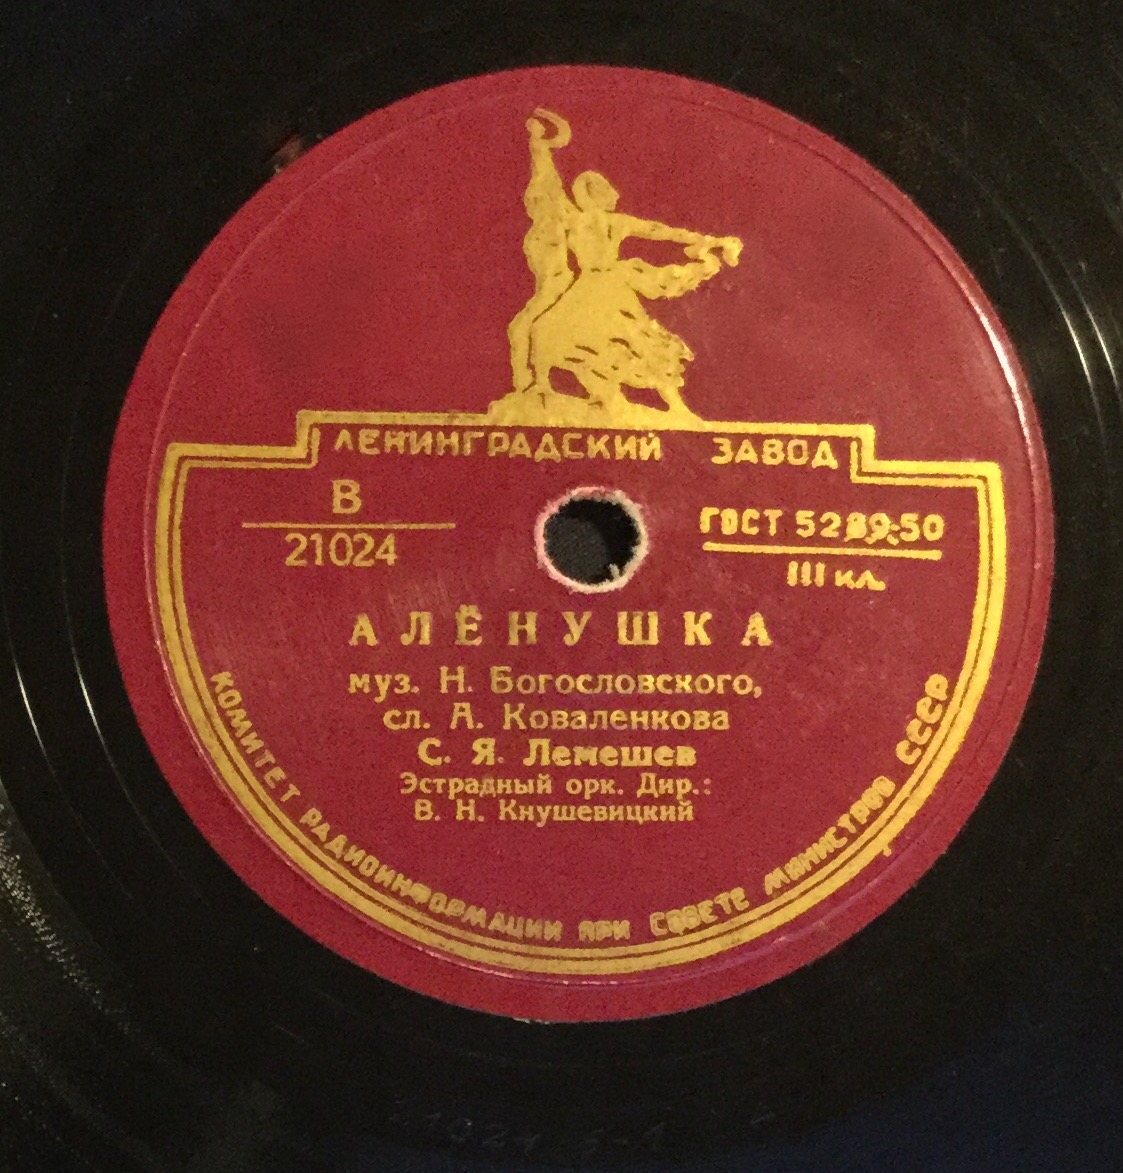 ЛЕНИНГРАДСКИЙ ЗАВОД
В
21024
ГОСТ 5289-50
III кл.
АЛЁНУШКА
муз. Н. Богословского,
сл. А. Коваленкова
С. Я. Лемешев
Эстрадный орк. Дир.:
В. Н. Кнушевицкий
КОМИТЕТ РАДИОИНФОРМАЦИИ ПРИ СОВЕТЕ МИНИСТРОВ СССР